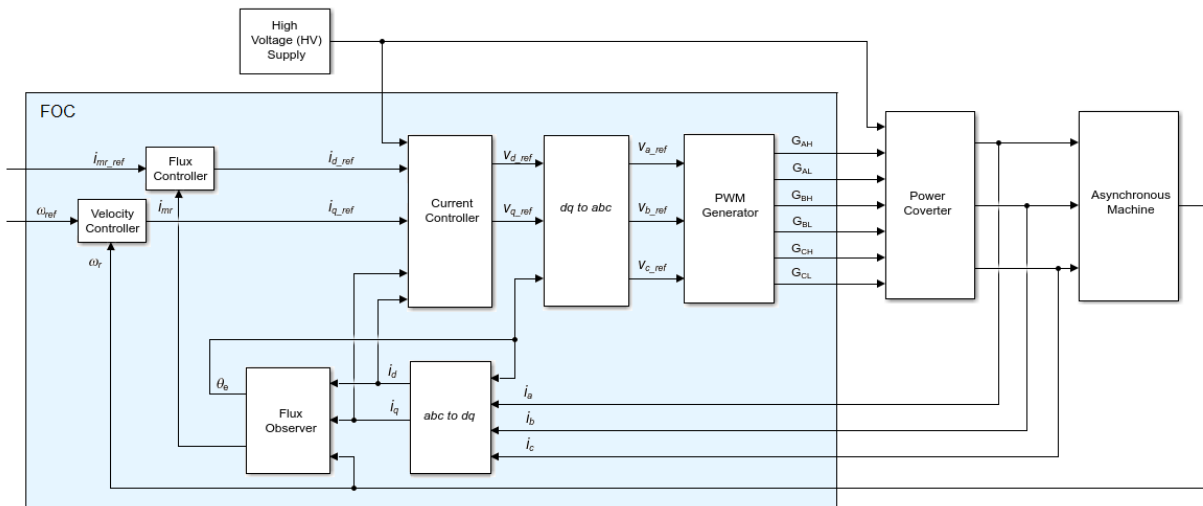 High
Voltage (HV)
Supply
FOC
i_mr_ref
Flux
Controller
i_d_ref
ω_ref
Velocity
Controller
i_mr
i_q_ref
ω_r
Current
Controller
v_d_ref
v_q_ref
dq to abc
v_a_ref
v_b_ref
v_c_ref
PWM
Generator
G_AH
G_AL
G_BH
G_BL
G_CH
G_CL
Power
Coverter
Asynchronous
Machine
θ_e
Flux
Observer
i_d
i_q
abc to dq
i_a
i_b
i_c